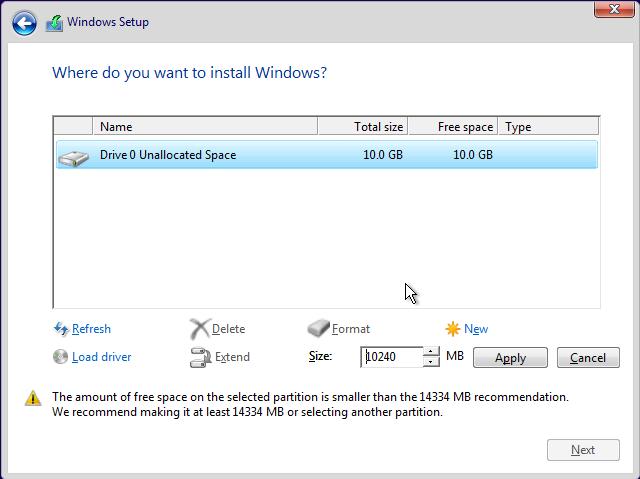 Windows Setup
Where do you want to install Windows?
Name Total size Free space Type
Drive 0 Unallocated Space 10.0 GB 10.0 GB
Refresh Delete Format New
Load driver Extend Size: 10240 MB Apply Cancel
The amount of free space on the selected partition is smaller than the 14334 MB recommendation.
We recommend making it at least 14334 MB or selecting another partition.
Next